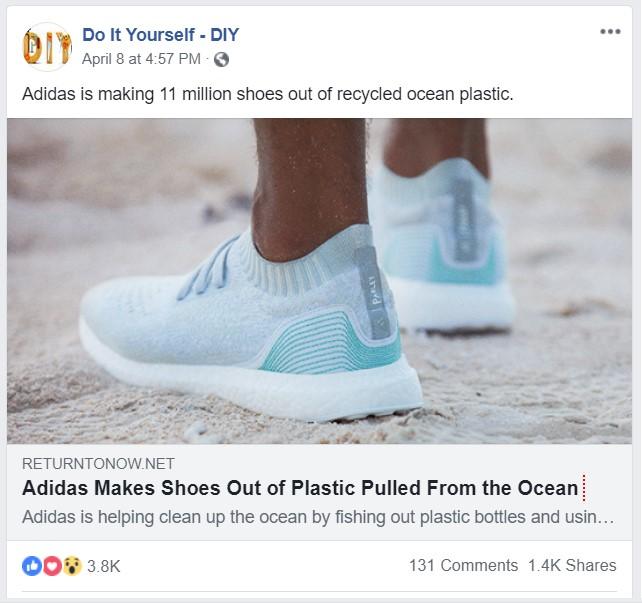 DIY
Do It Yourself - DIY
April 8 at 4:57 PM ·
Adidas is making 11 million shoes out of recycled ocean plastic.
PARLEY
RETURNTONOW.NET
Adidas Makes Shoes Out of Plastic Pulled From the Ocean
Adidas is helping clean up the ocean by fishing out plastic bottles and usin…
3.8K
131 Comments 1.4K Shares